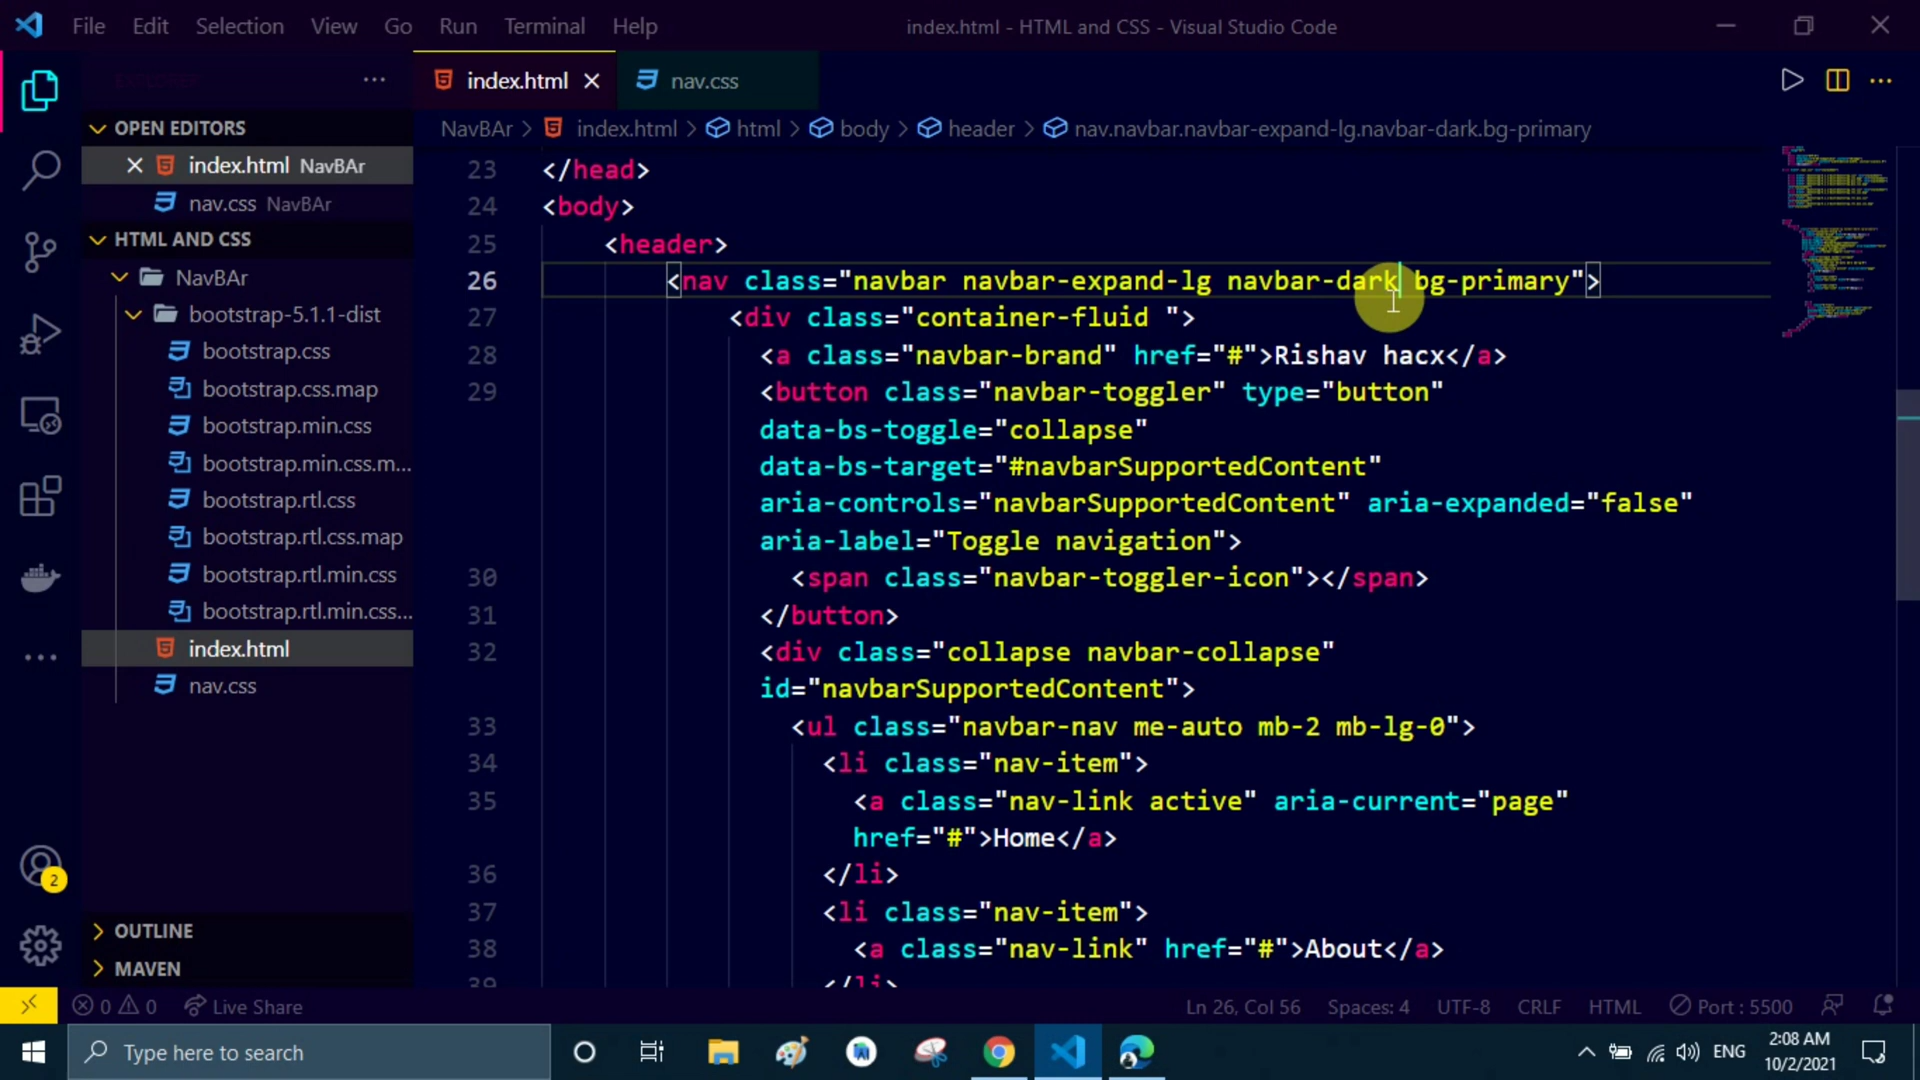 File Edit Selection View Go Run Terminal Help index.html - HTML and CSS - Visual Studio Code
EXPLORER
index.html
nav.css
OPEN EDITORS
index.html NavBAr
nav.css NavBAr
HTML AND CSS
NavBAr
bootstrap-5.1.1-dist
bootstrap.css
bootstrap.css.map
bootstrap.min.css
bootstrap.min.css.m...
bootstrap.rtl.css
bootstrap.rtl.css.map
bootstrap.rtl.min.css
bootstrap.rtl.min.css...
index.html
nav.css
OUTLINE
MAVEN
2
NavBAr > index.html > html > body > header > nav.navbar.navbar-expand-lg.navbar-dark.bg-primary
23 </head>
24 <body>
25 <header>
26 <nav class="navbar navbar-expand-lg navbar-dark bg-primary">
27 <div class="container-fluid ">
28 <a class="navbar-brand" href="#">Rishav hacx</a>
29 <button class="navbar-toggler" type="button"
data-bs-toggle="collapse"
data-bs-target="#navbarSupportedContent"
aria-controls="navbarSupportedContent" aria-expanded="false"
aria-label="Toggle navigation">
30 <span class="navbar-toggler-icon"></span>
31 </button>
32 <div class="collapse navbar-collapse"
id="navbarSupportedContent">
33 <ul class="navbar-nav me-auto mb-2 mb-lg-0">
34 <li class="nav-item">
35 <a class="nav-link active" aria-current="page"
href="#">Home</a>
36 </li>
37 <li class="nav-item">
38 <a class="nav-link" href="#">About</a>
39 </li>
0 0 Live Share Ln 26, Col 56 Spaces: 4 UTF-8 CRLF HTML Port : 5500
Type here to search
ENG
2:08 AM
10/2/2021